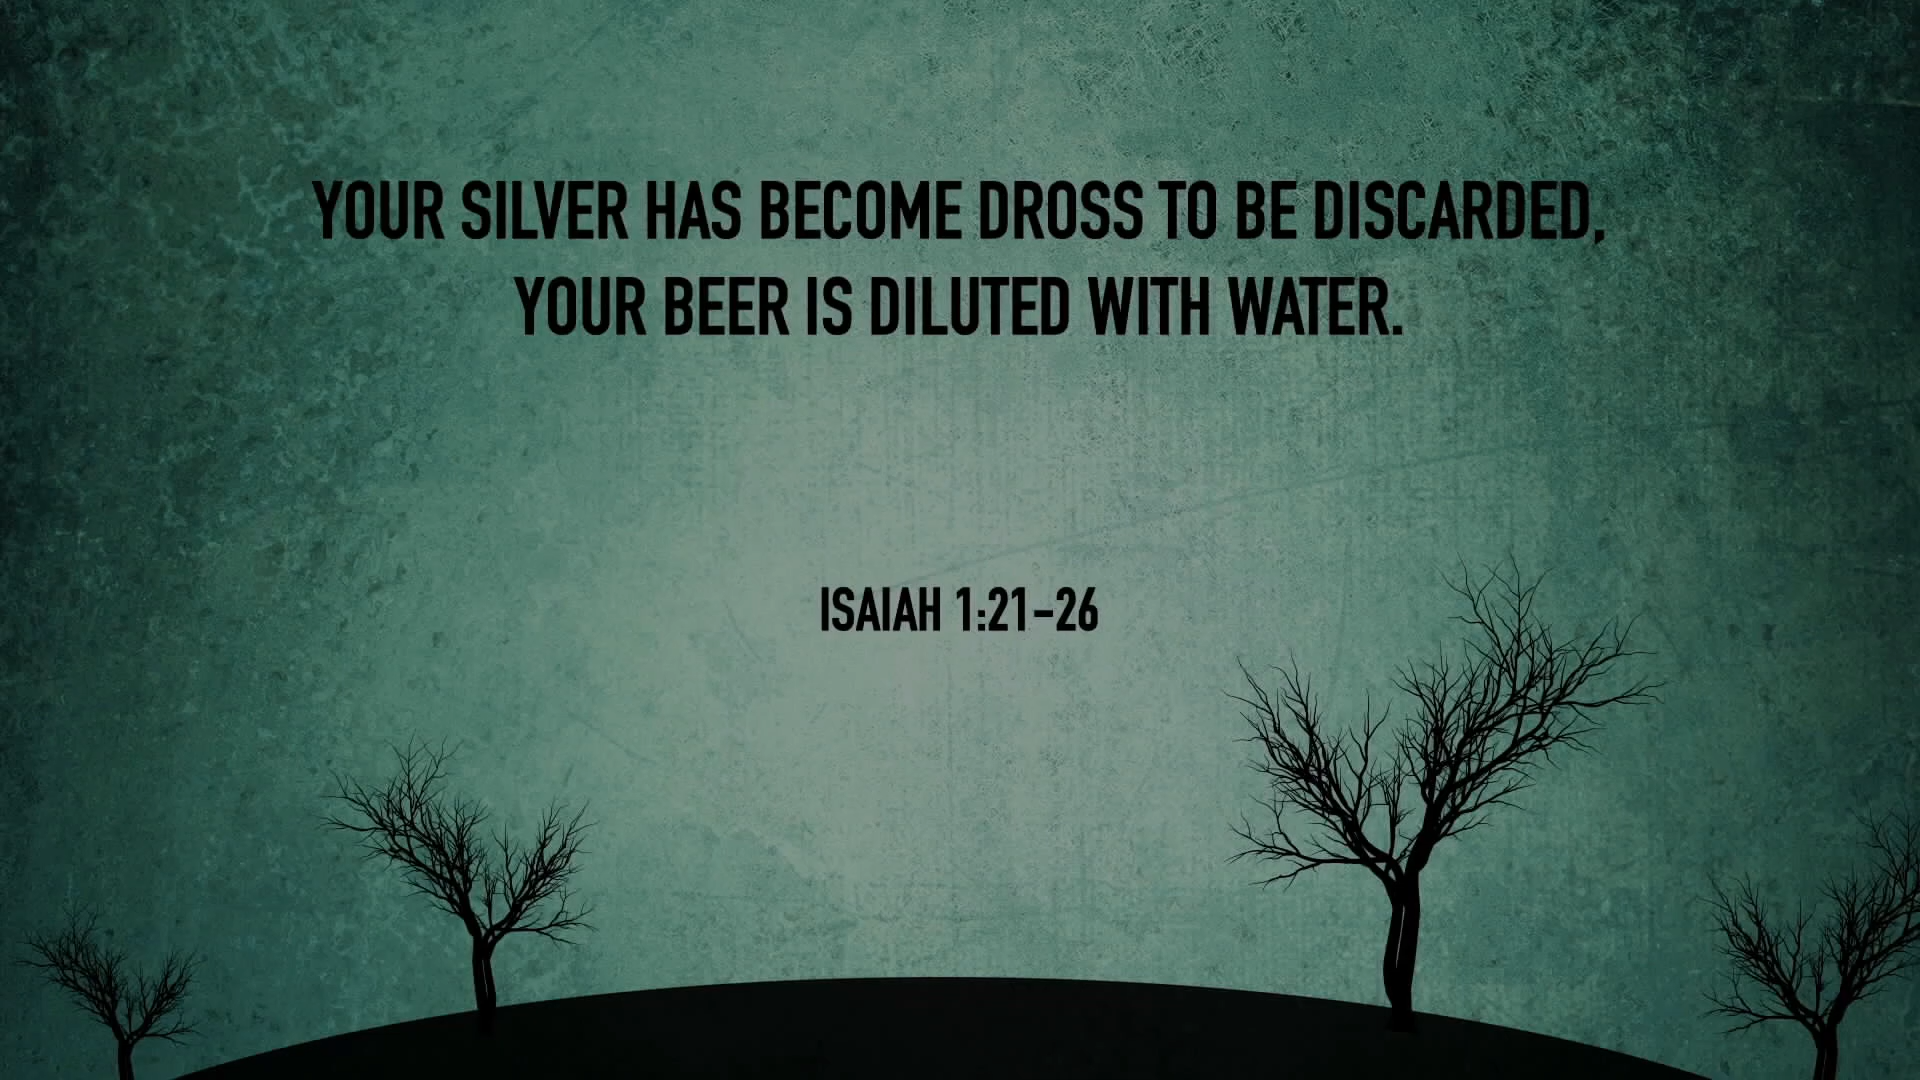 YOUR SILVER HAS BECOME DROSS TO BE DISCARDED,
YOUR BEER IS DILUTED WITH WATER.
ISAIAH 1:21-26